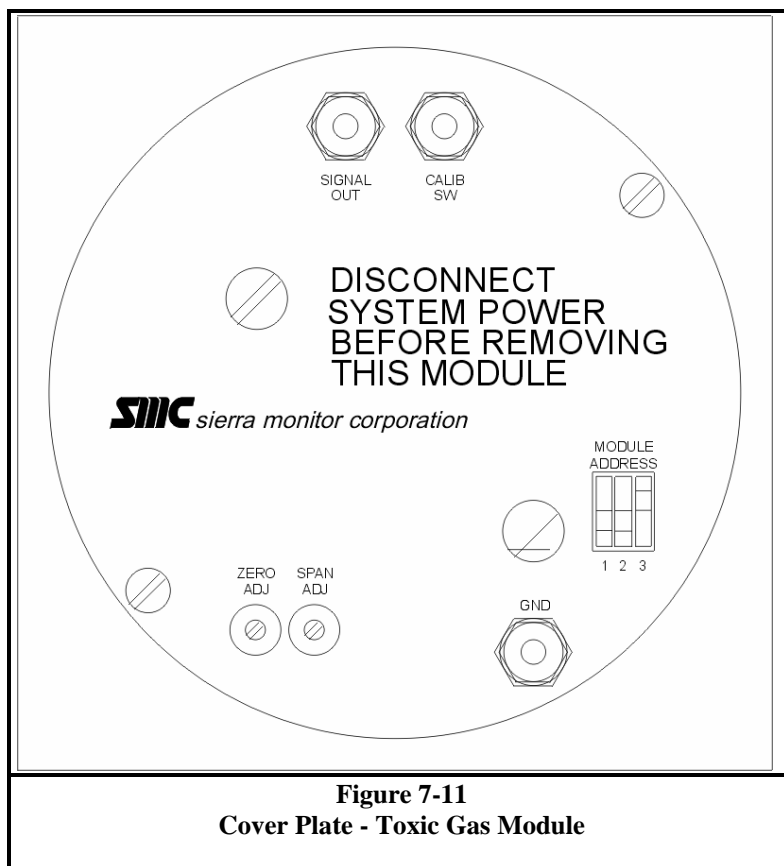 SIGNAL
OUT
CALIB
SW
DISCONNECT
SYSTEM POWER
BEFORE REMOVING
THIS MODULE
SMC sierra monitor corporation
MODULE
ADDRESS
1 2 3
ZERO
ADJ
SPAN
ADJ
GND
Figure 7-11
Cover Plate - Toxic Gas Module